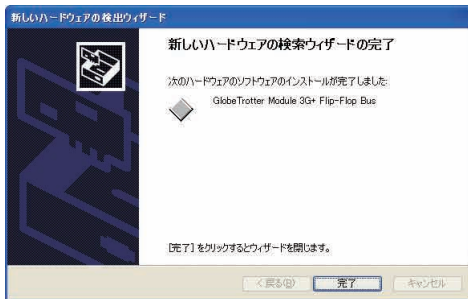 新しいハードウェアの検出ウィザード
新しいハードウェアの検索ウィザードの完了
次のハードウェアのソフトウェアのインストールが完了しました:
GlobeTrotter Module 3G+ Flip-Flop Bus
[完了] をクリックするとウィザードを閉じます。
< 戻る(B)
完了
キャンセル